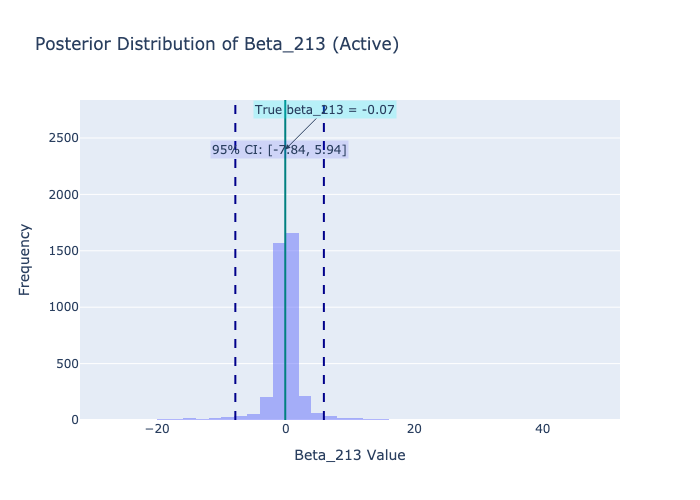 Posterior Distribution of Beta_213 (Active)
True beta_213 = -0.07
95% CI: [-7.84, 5.94]
Frequency
2500
2000
1500
1000
500
0
−20
0
20
40
Beta_213 Value